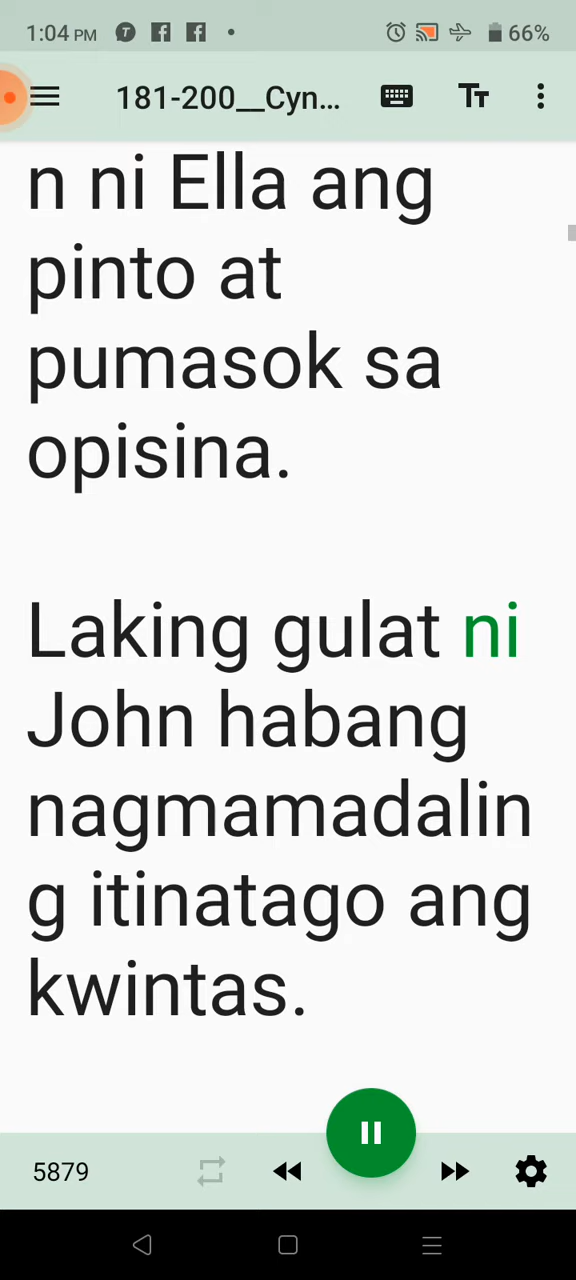 1:04 PM
66%
181-200__Cyn...
n ni Ella ang
pinto at
pumasok sa
opisina.
Laking gulat ni
John habang
nagmamadalin
g itinatago ang
kwintas.
5879